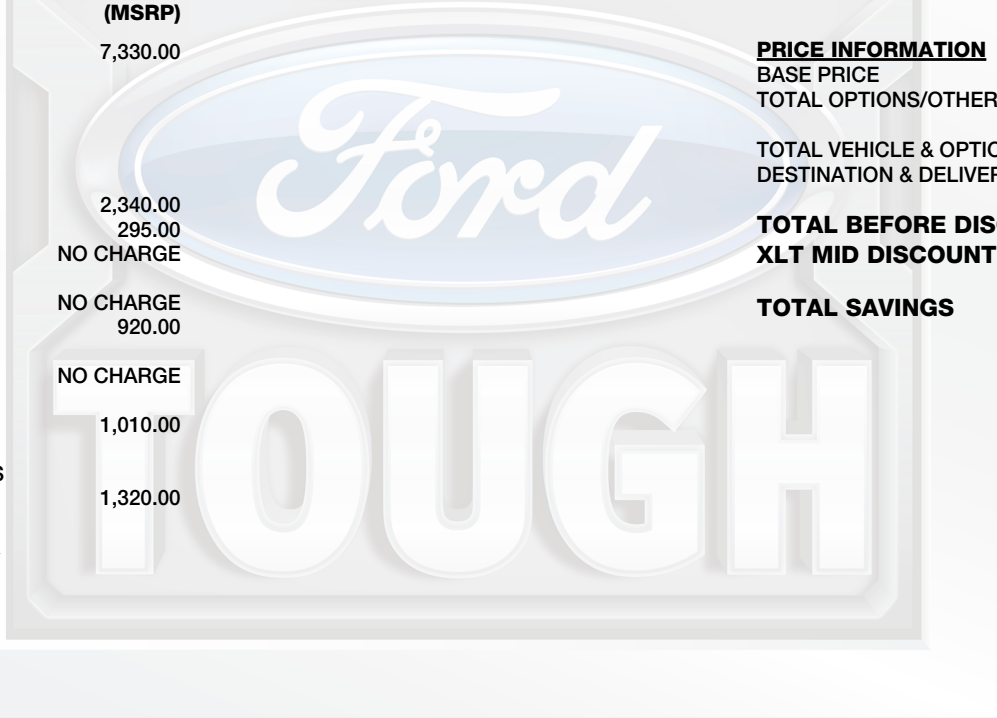 (MSRP)
7,330.00
2,340.00
295.00
NO CHARGE
NO CHARGE
920.00
NO CHARGE
1,010.00
S
1,320.00
PRICE INFORMATION
BASE PRICE
TOTAL OPTIONS/OTHER
TOTAL VEHICLE & OPTIO
DESTINATION & DELIVER
TOTAL BEFORE DISC
XLT MID DISCOUNT
TOTAL SAVINGS
Ford
TOUGH